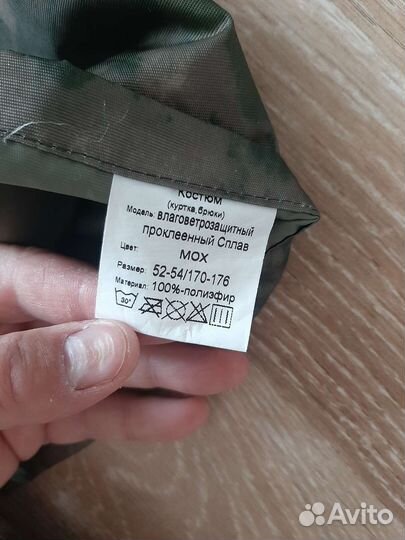 Костюм
(куртка,брюки)
Модель: влаговетрозащитный
проклеенный Сплав
Цвет: МОХ
Размер: 52-54/170-176
Материал: 100%-полиэфир
30°
Avito